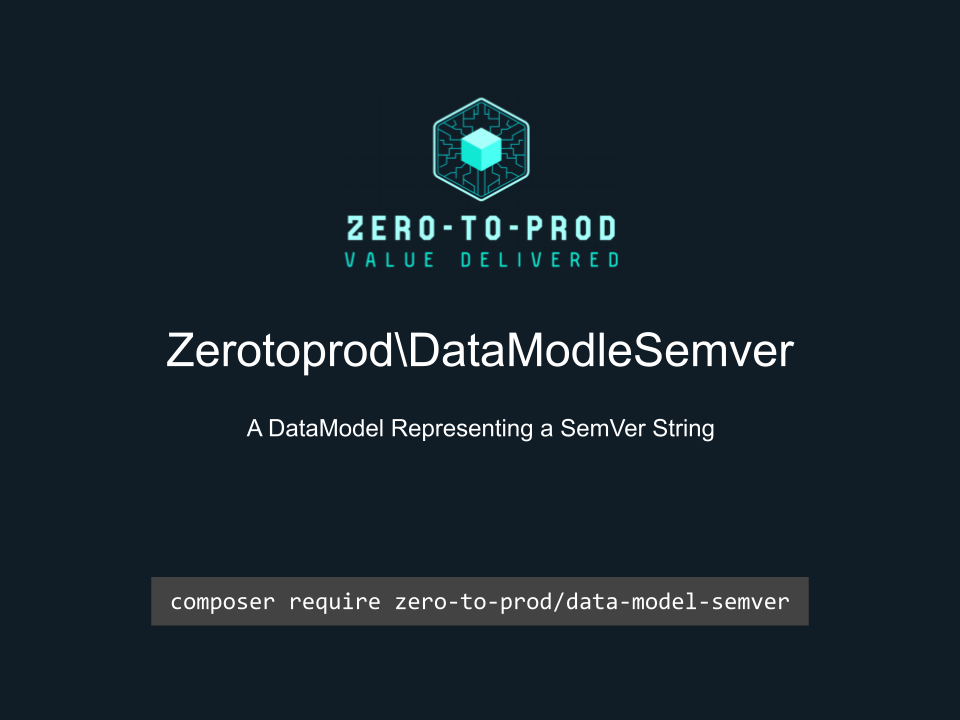 ZERO-TO-PROD
VALUE DELIVERED
Zerotoprod\DataModleSemver
A DataModel Representing a SemVer String
composer require zero-to-prod/data-model-semver